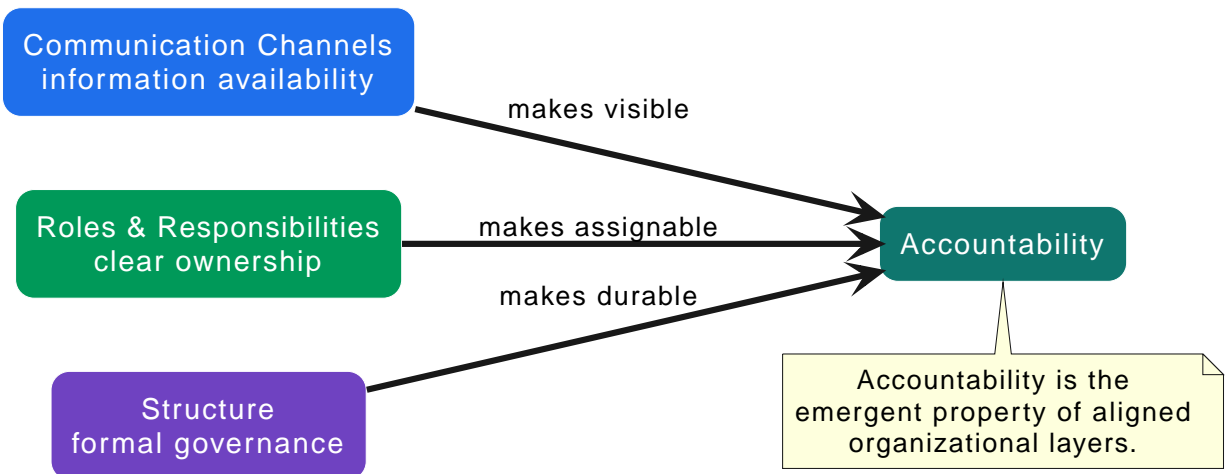 Communication Channels
information availability
makes visible
Roles & Responsibilities
clear ownership
makes assignable
Accountability
makes durable
Structure
formal governance
Accountability is the
emergent property of aligned
organizational layers.